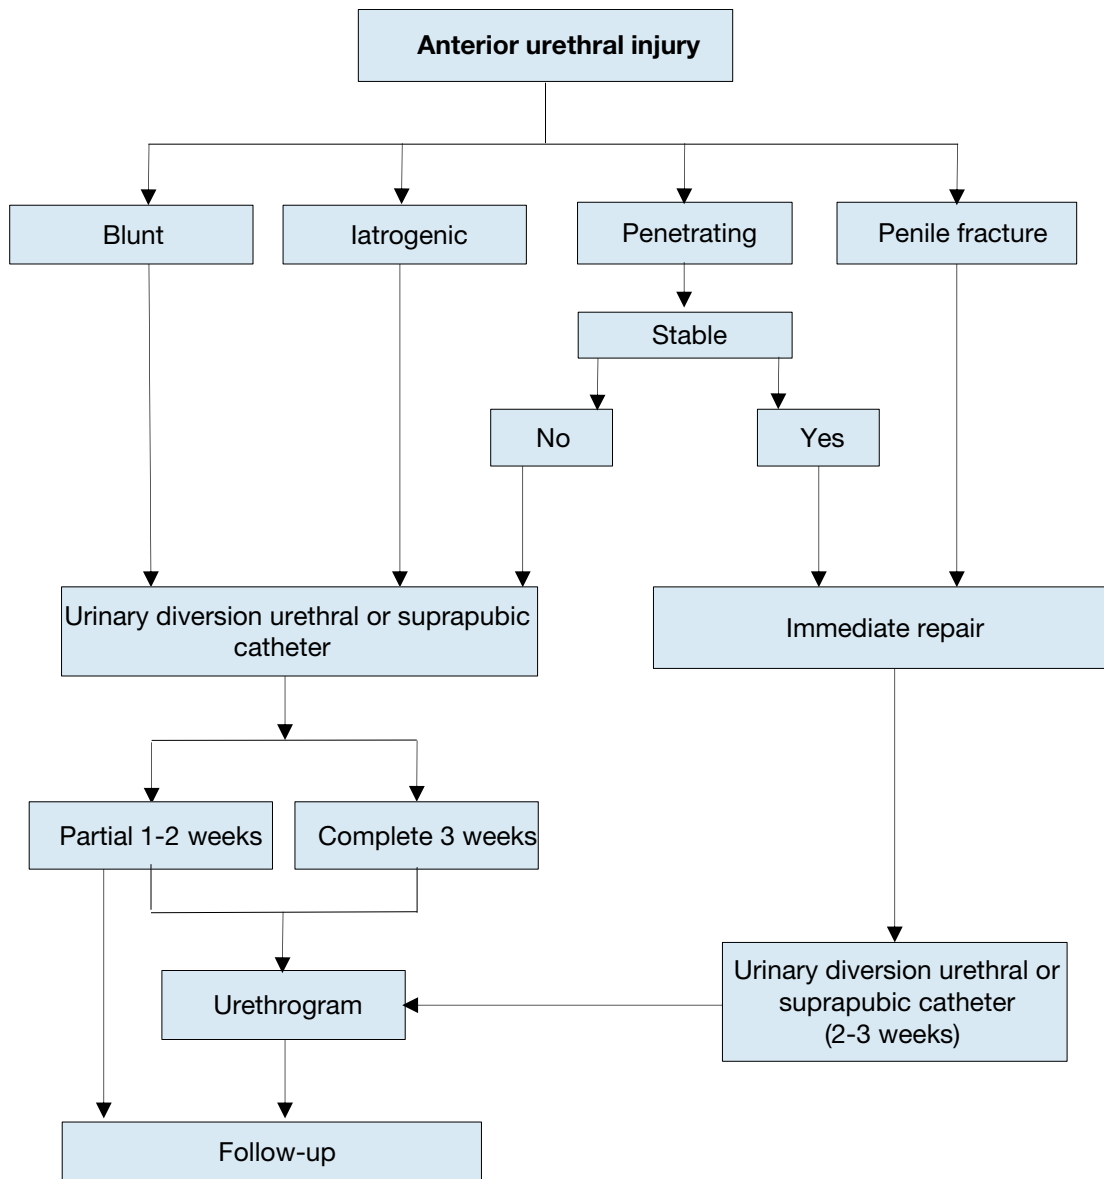 Anterior urethral injury
Blunt
Iatrogenic
Penetrating
Penile fracture
Stable
No
Yes
Urinary diversion urethral or suprapubic
catheter
Immediate repair
Partial 1-2 weeks
Complete 3 weeks
Urinary diversion urethral or
suprapubic catheter
(2-3 weeks)
Urethrogram
Follow-up